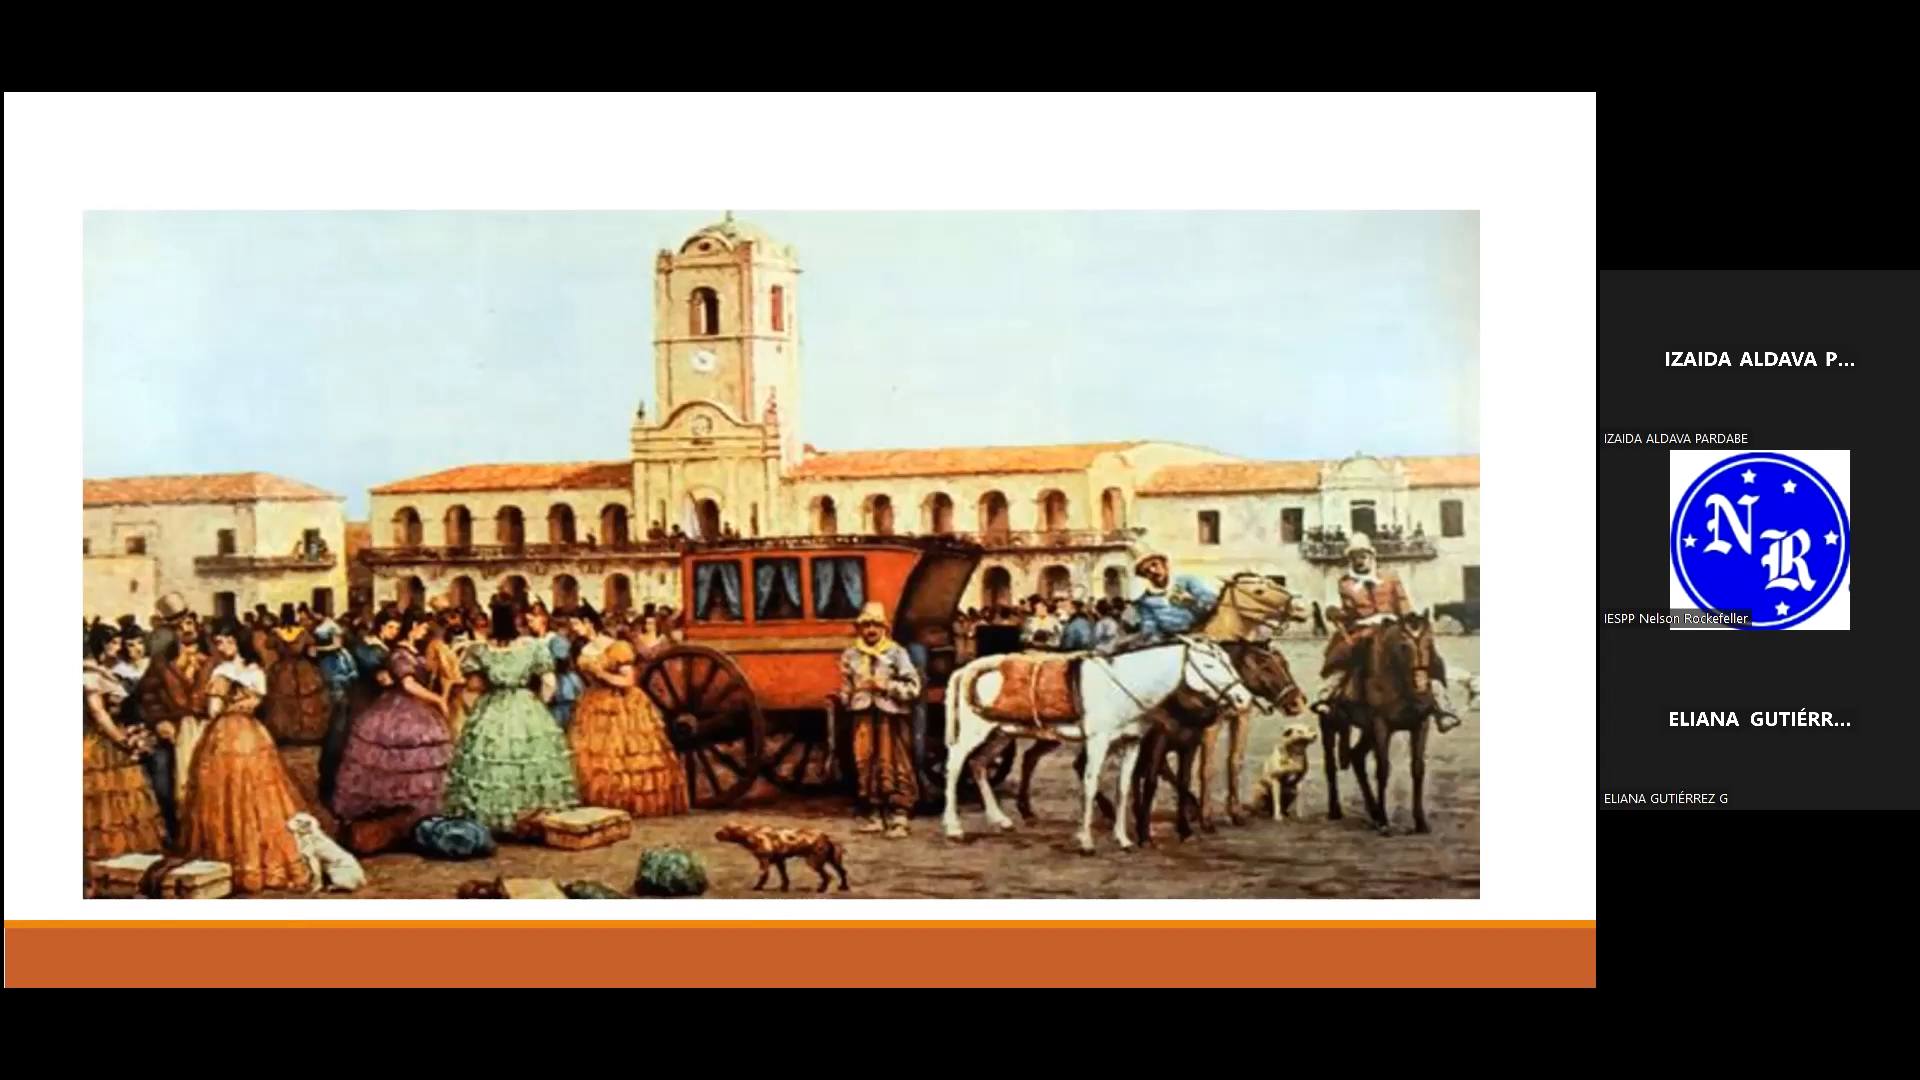 IZAIDA ALDAVA P...
IZAIDA ALDAVA PARDABE
NR
IESPP Nelson Rockefeller
ELIANA GUTIÉRR...
ELIANA GUTIÉRREZ G